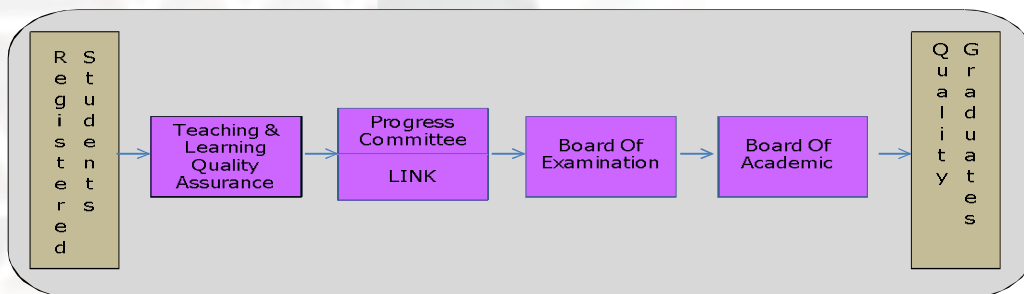 Registered
Students
Teaching &
Learning
Quality
Assurance
Progress
Committee
LINK
Board Of
Examination
Board Of
Academic
Quality
Graduates